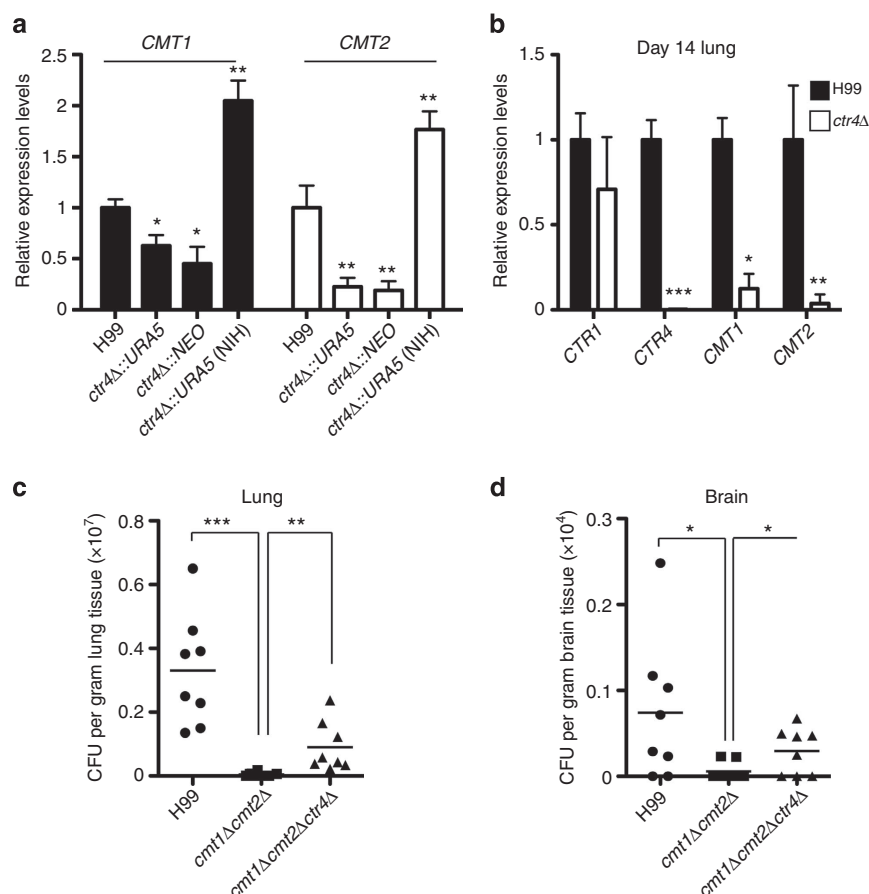 a
CMT1
CMT2
Relative expression levels
2.5
2
1.5
1
0.5
0
**
*
*
**
**
**
H99
ctr4Δ::URA5
ctr4Δ::NEO
ctr4Δ::URA5 (NIH)
H99
ctr4Δ::URA5
ctr4Δ::NEO
ctr4Δ::URA5 (NIH)
b
Day 14 lung
Relative expression levels
1.5
1
0.5
0
H99
ctr4Δ
***
*
**
CTR1
CTR4
CMT1
CMT2
c
Lung
CFU per gram lung tissue (×10⁷)
0.8
0.6
0.4
0.2
0
***
**
H99
cmt1Δcmt2Δ
cmt1Δcmt2Δctr4Δ
d
Brain
CFU per gram brain tissue (×10⁴)
0.3
0.2
0.1
0
*
*
H99
cmt1Δcmt2Δ
cmt1Δcmt2Δctr4Δ